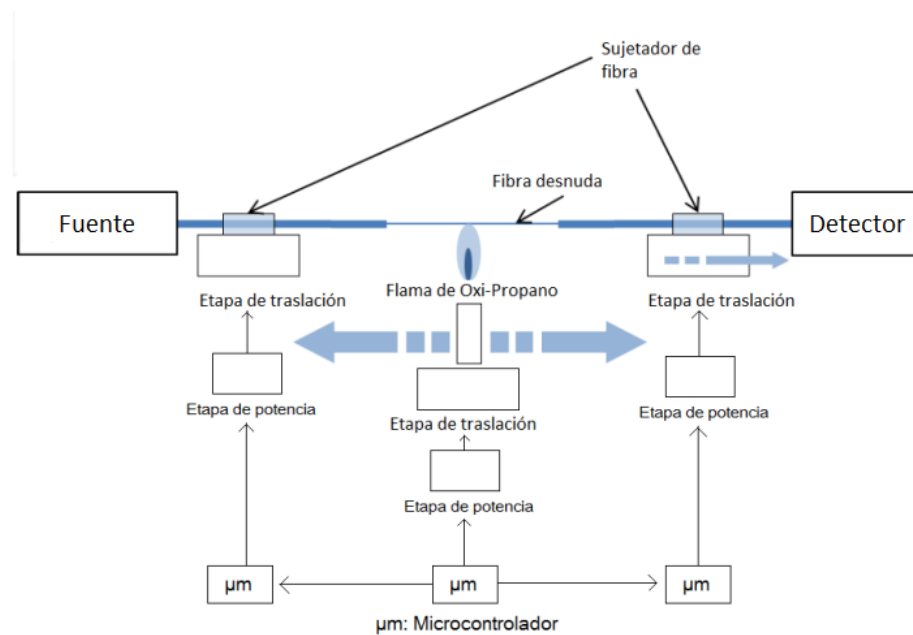 Sujetador de
fibra
Fibra desnuda
Fuente
Detector
Flama de Oxi-Propano
Etapa de traslación
Etapa de traslación
Etapa de potencia
Etapa de potencia
Etapa de traslación
Etapa de potencia
µm
µm
µm
µm: Microcontrolador